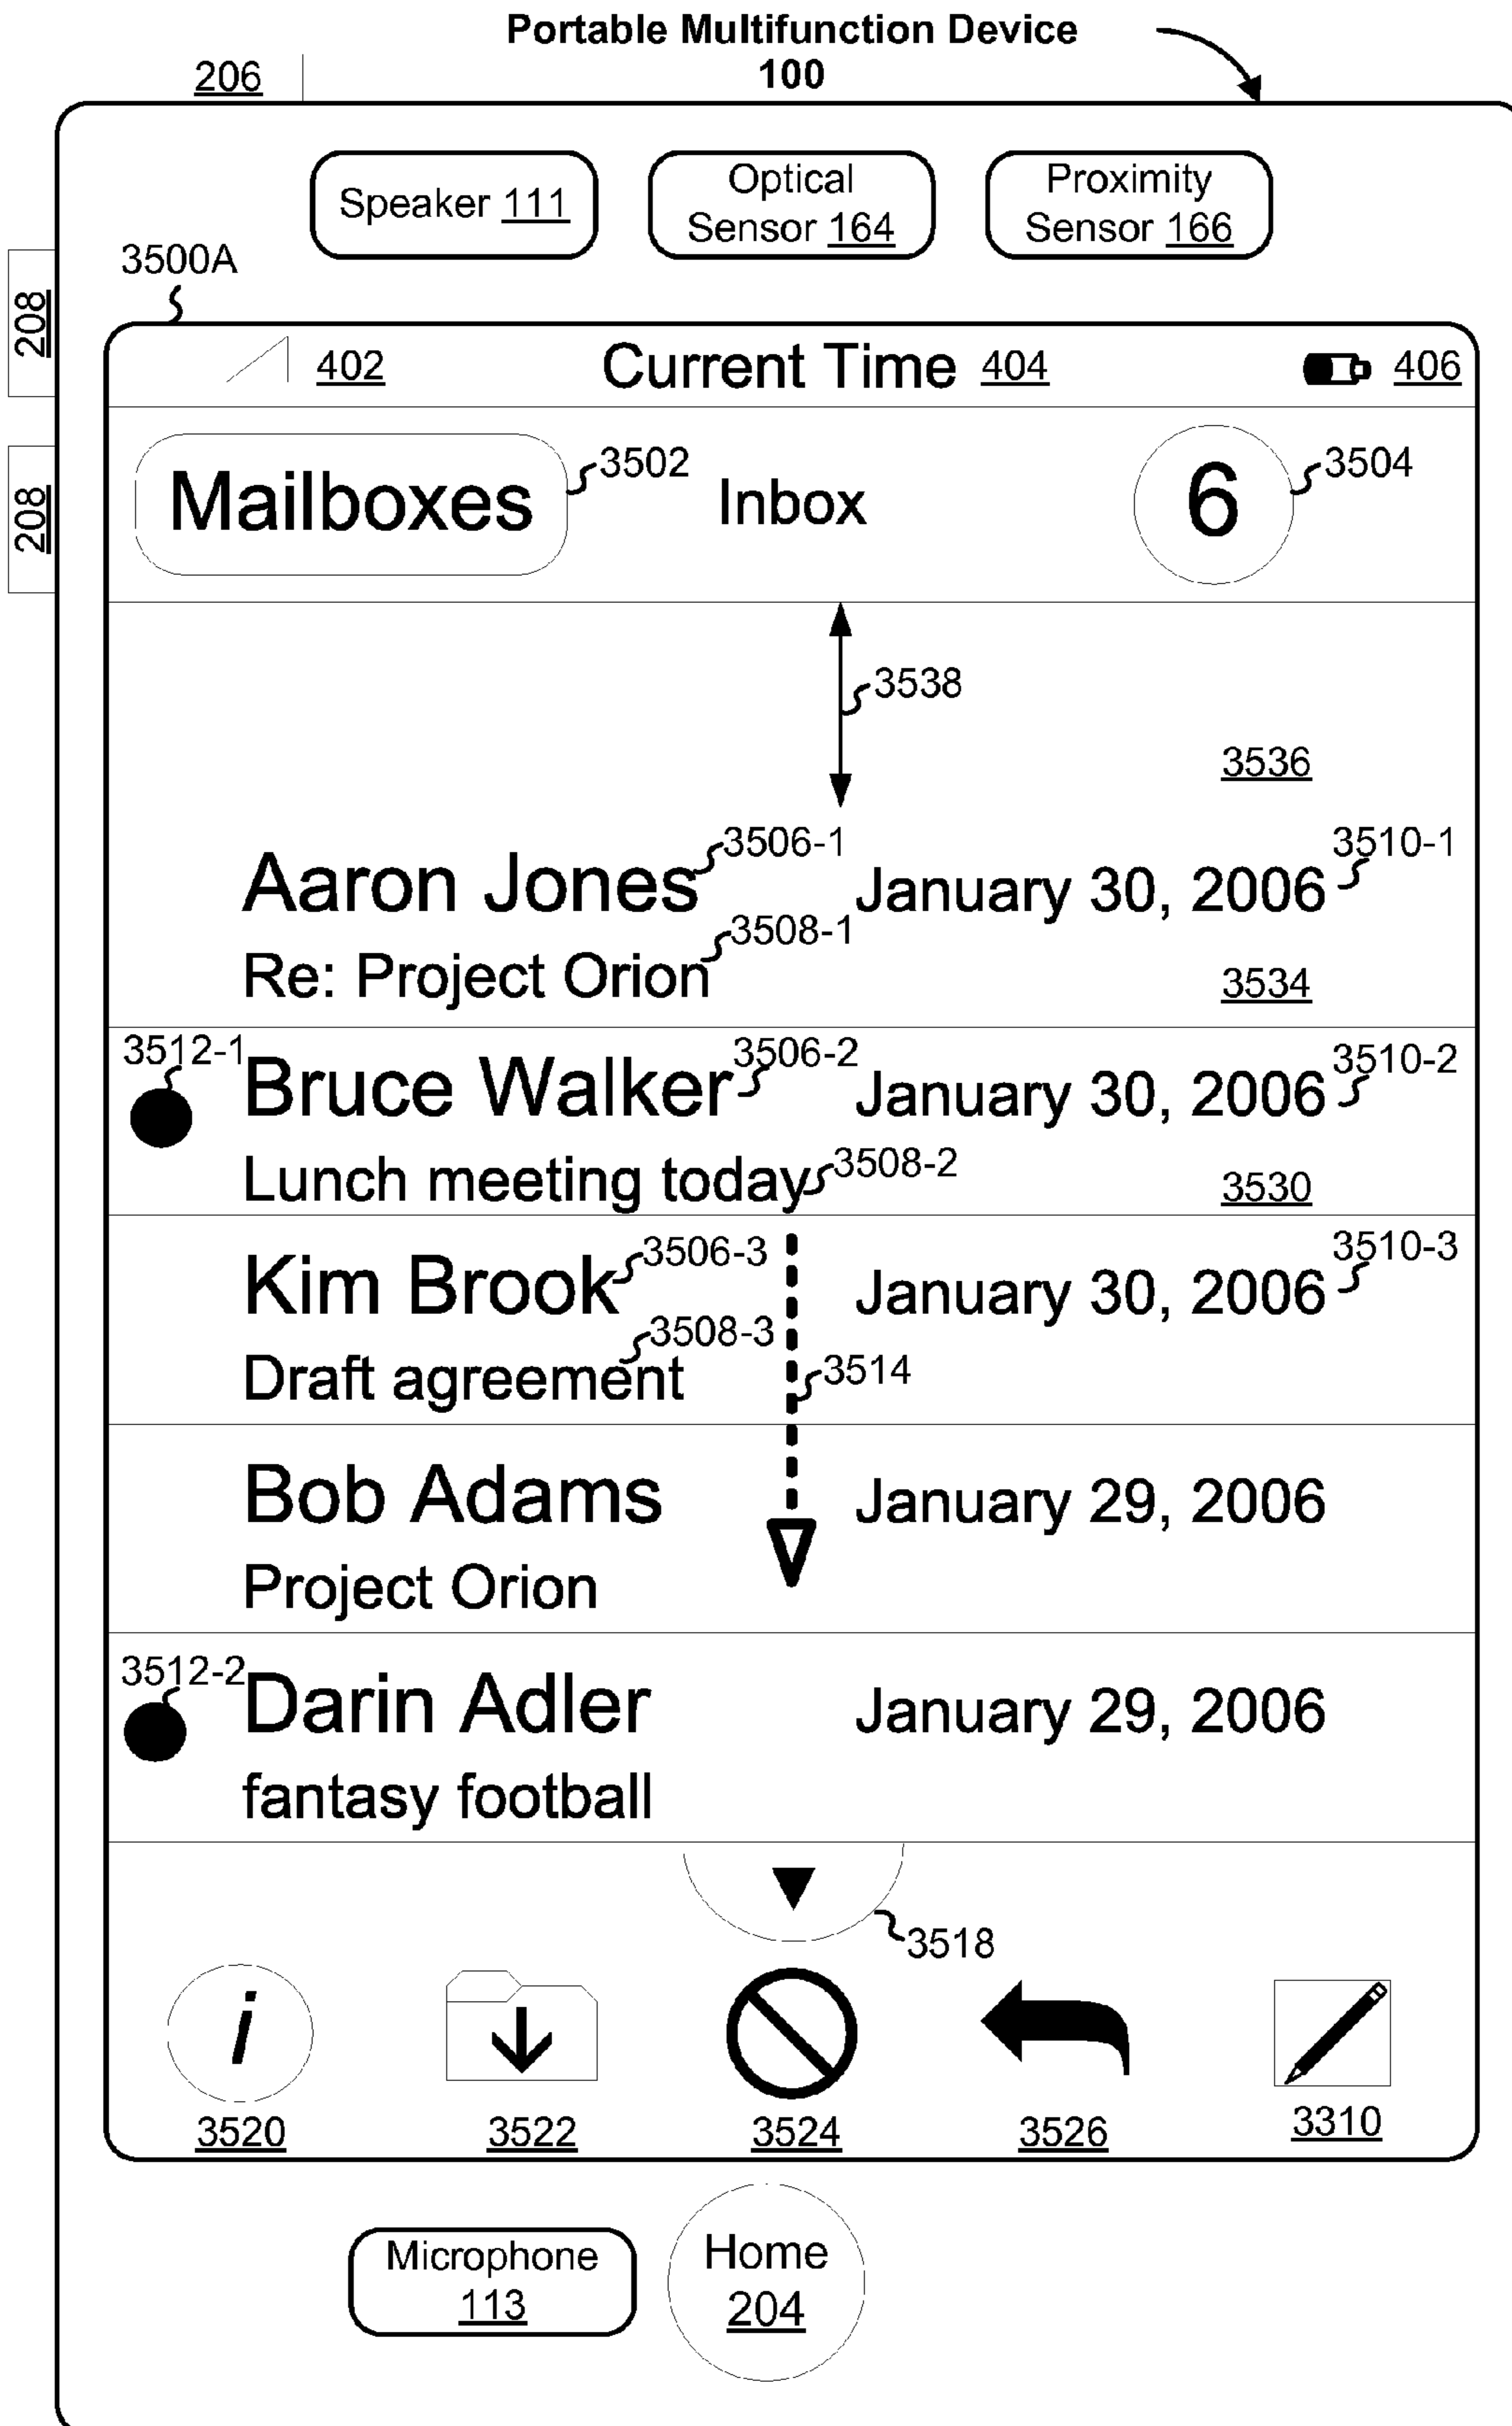 Portable Multifunction Device
100
206
Speaker 111
Optical
Sensor 164
Proximity
Sensor 166
208
208
3500A
402
Current Time 404
406
Mailboxes
3502
Inbox
6
3504
3538
3536
Aaron Jones
3506-1
January 30, 2006
3510-1
Re: Project Orion
3508-1
3534
3512-1
Bruce Walker
3506-2
January 30, 2006
3510-2
Lunch meeting today
3508-2
3530
Kim Brook
3506-3
January 30, 2006
3510-3
Draft agreement
3508-3
3514
Bob Adams
January 29, 2006
Project Orion
3512-2
Darin Adler
January 29, 2006
fantasy football
3518
i
3520
3522
3524
3526
3310
Microphone
113
Home
204